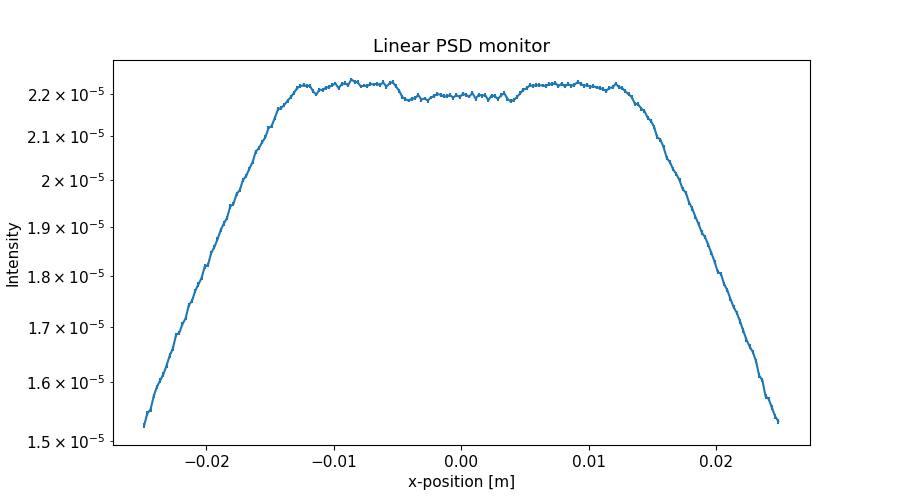 Linear PSD monitor
Intensity
2.2 × 10⁻⁵
2.1 × 10⁻⁵
2 × 10⁻⁵
1.9 × 10⁻⁵
1.8 × 10⁻⁵
1.7 × 10⁻⁵
1.6 × 10⁻⁵
1.5 × 10⁻⁵
−0.02 −0.01 0.00 0.01 0.02
x-position [m]